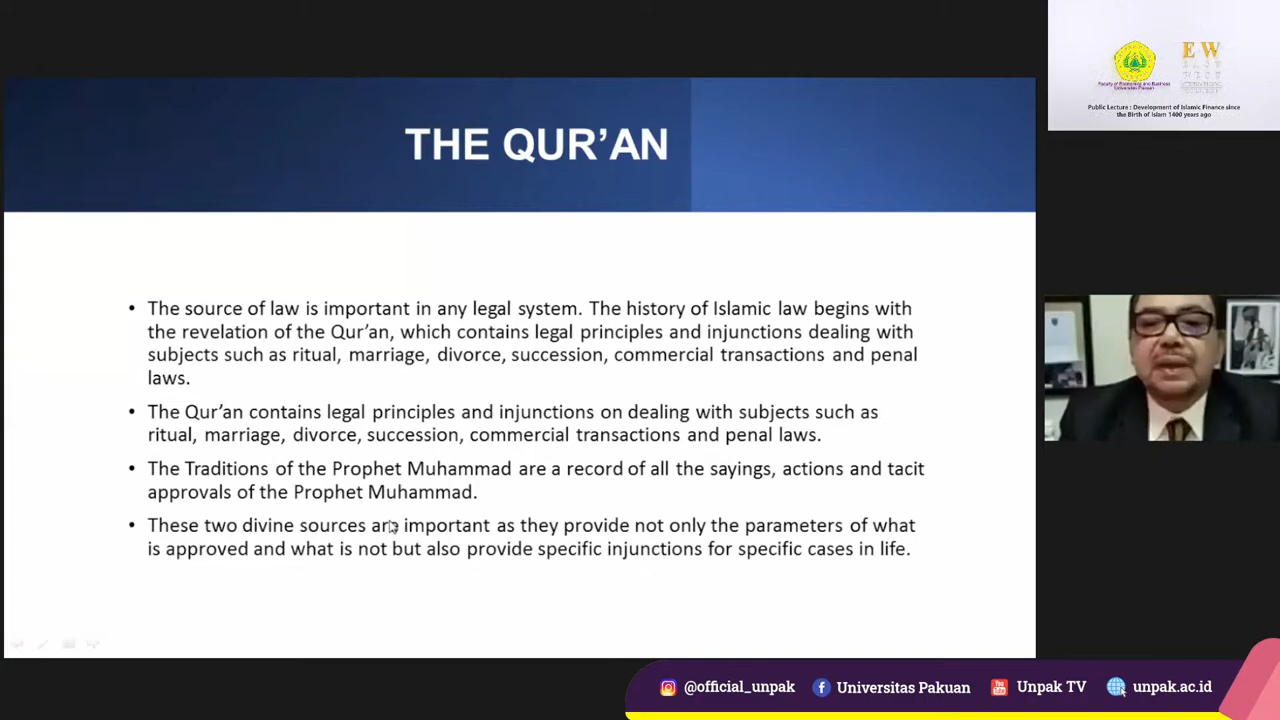 THE QUR’AN
• The source of law is important in any legal system. The history of Islamic law begins with
the revelation of the Qur’an, which contains legal principles and injunctions dealing with
subjects such as ritual, marriage, divorce, succession, commercial transactions and penal
laws.
• The Qur’an contains legal principles and injunctions on dealing with subjects such as
ritual, marriage, divorce, succession, commercial transactions and penal laws.
• The Traditions of the Prophet Muhammad are a record of all the sayings, actions and tacit
approvals of the Prophet Muhammad.
• These two divine sources are important as they provide not only the parameters of what
is approved and what is not but also provide specific injunctions for specific cases in life.
EW
Faculty of Economics and Business
Universitas Pakuan
Public Lecture : Development of Islamic Finance since
the Birth of Islam 1400 years ago
@official_unpak
Universitas Pakuan
Unpak TV
unpak.ac.id